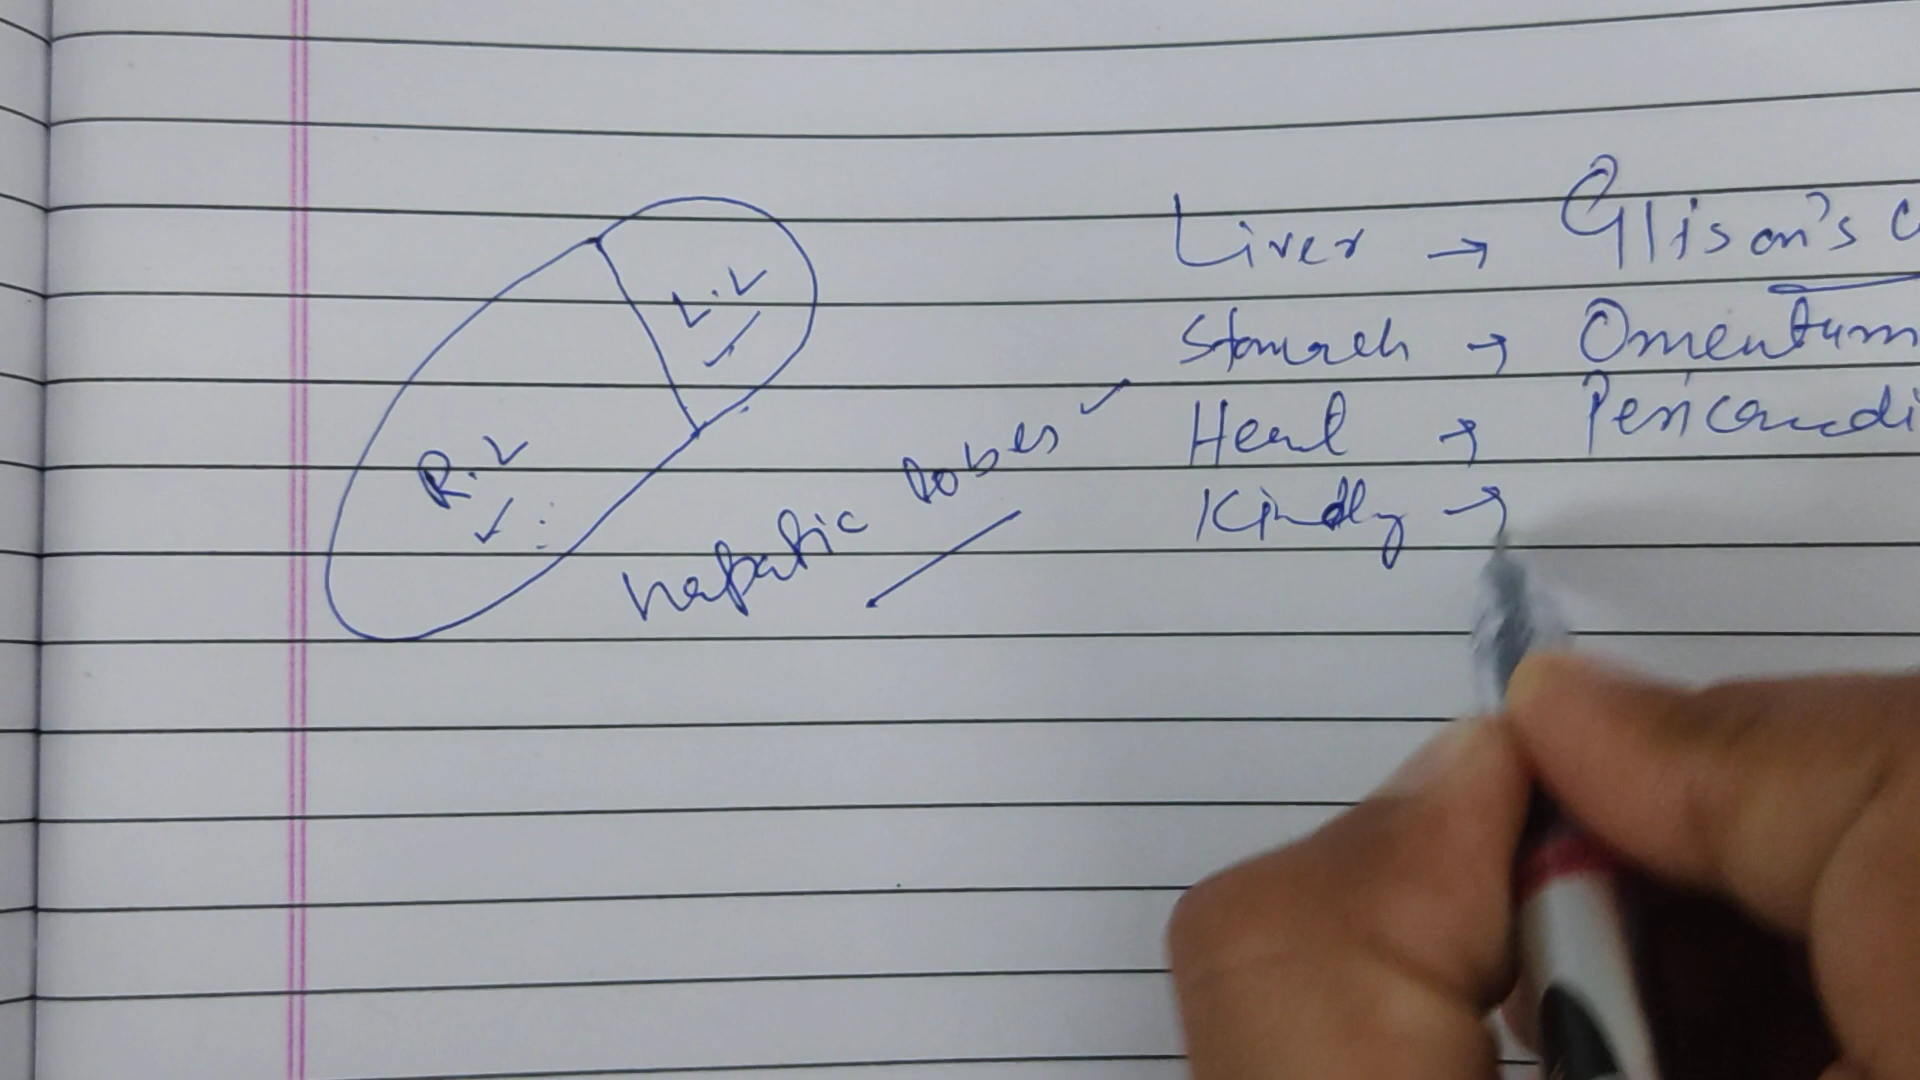 L.L
R.L
hepatic lobes
Liver → Glison's C
Stomach → Omentum
Heart → Pericardi
Kindly →